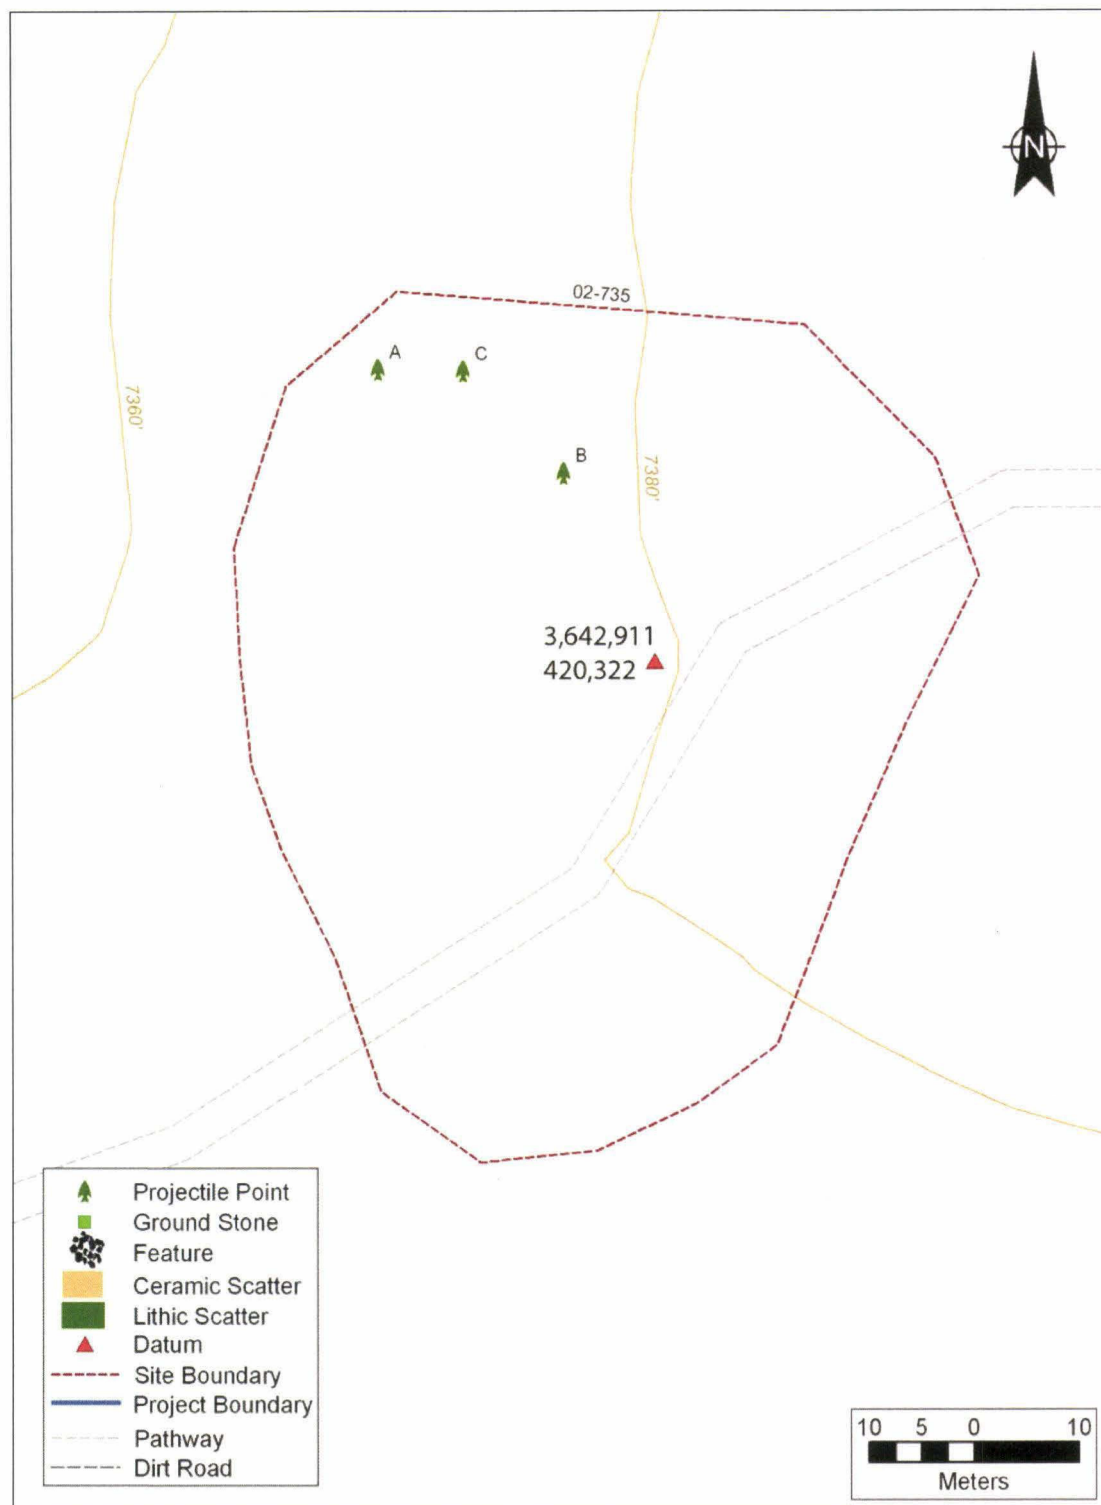 N
02-735
A
C
7360'
B
7380'
3,642,911
420,322
Projectile Point
Ground Stone
Feature
Ceramic Scatter
Lithic Scatter
Datum
Site Boundary
Project Boundary
Pathway
Dirt Road
10 5 0 10
Meters